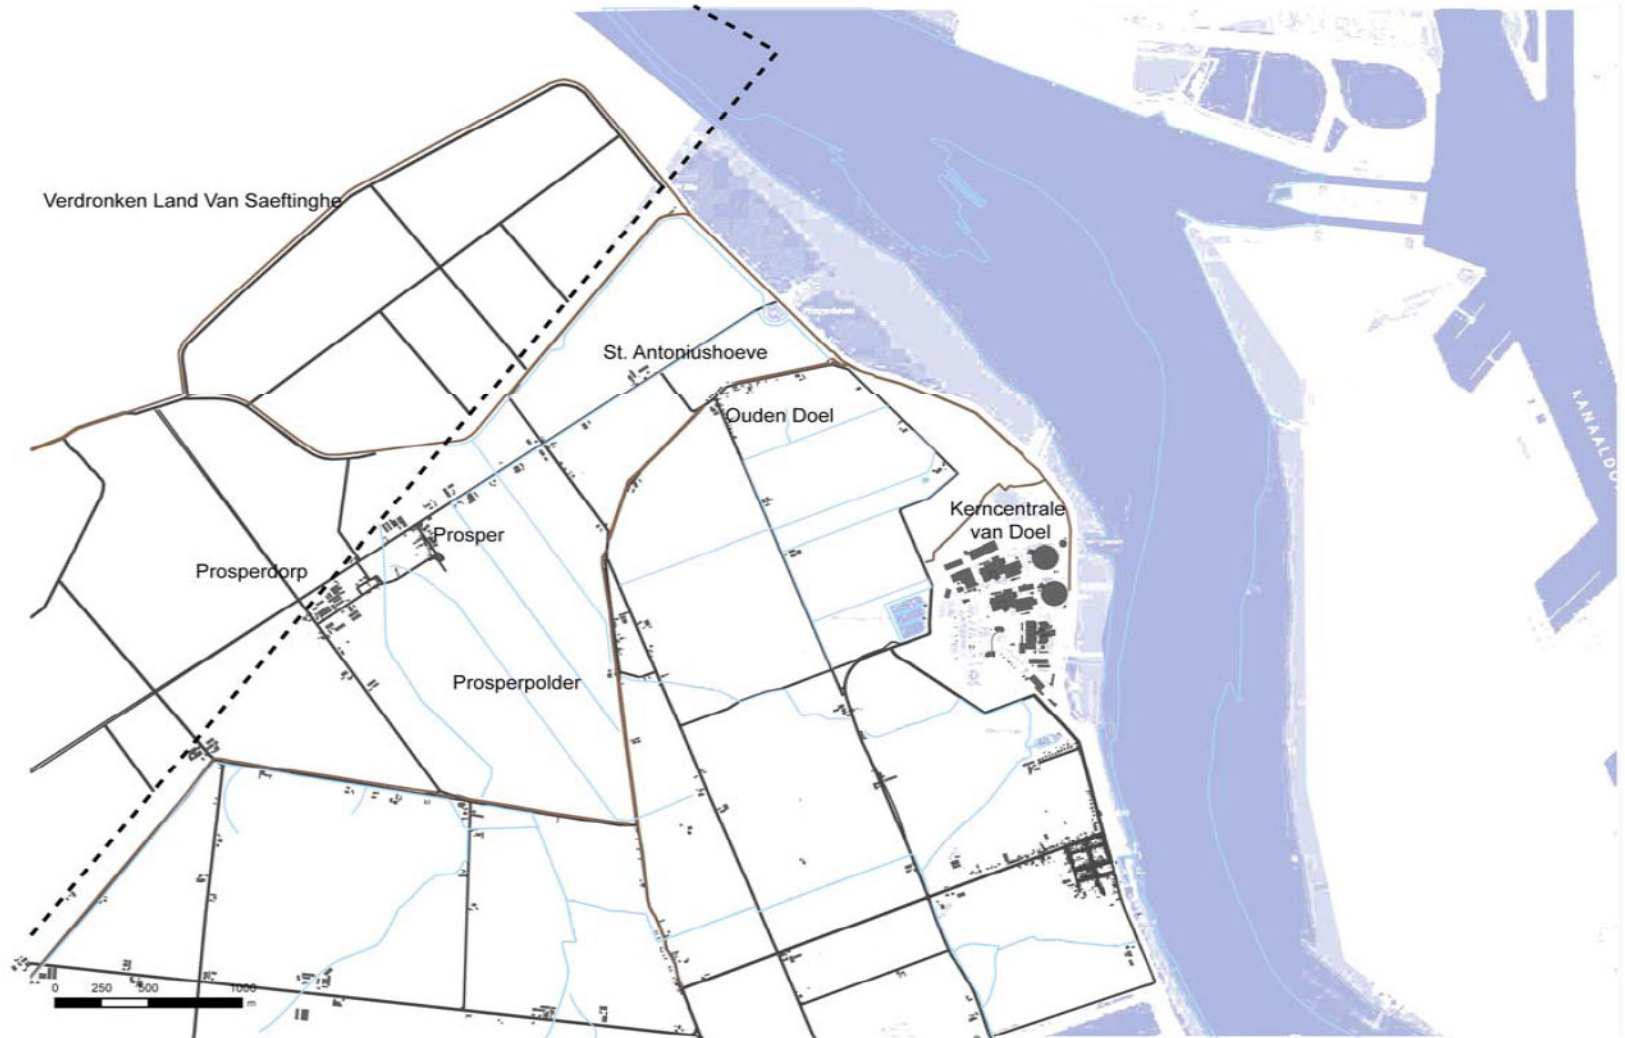 Verdronken Land Van Saeftinghe
St. Antoniushoeve
Ouden Doel
Kerncentrale
van Doel
Prosper
Prosperdorp
Prosperpolder
0 250 500 1000
m